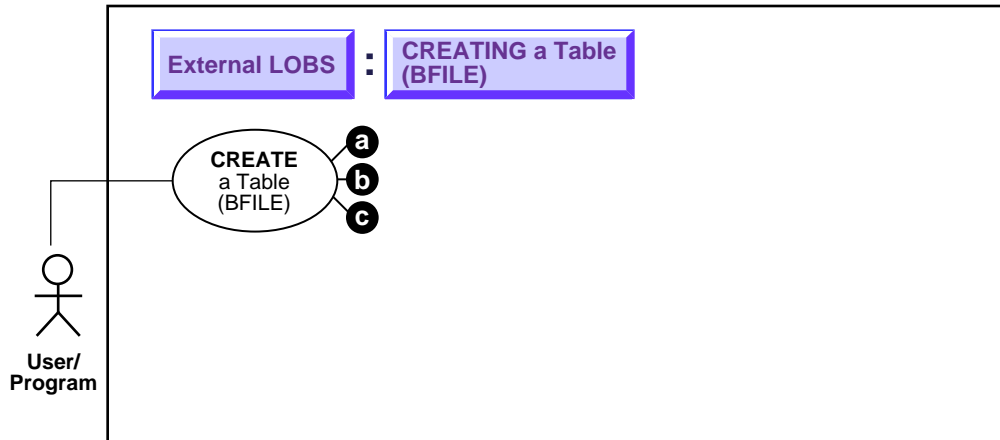 External LOBS
:
CREATING a Table
(BFILE)
CREATE
a Table
(BFILE)
a
b
c
User/
Program